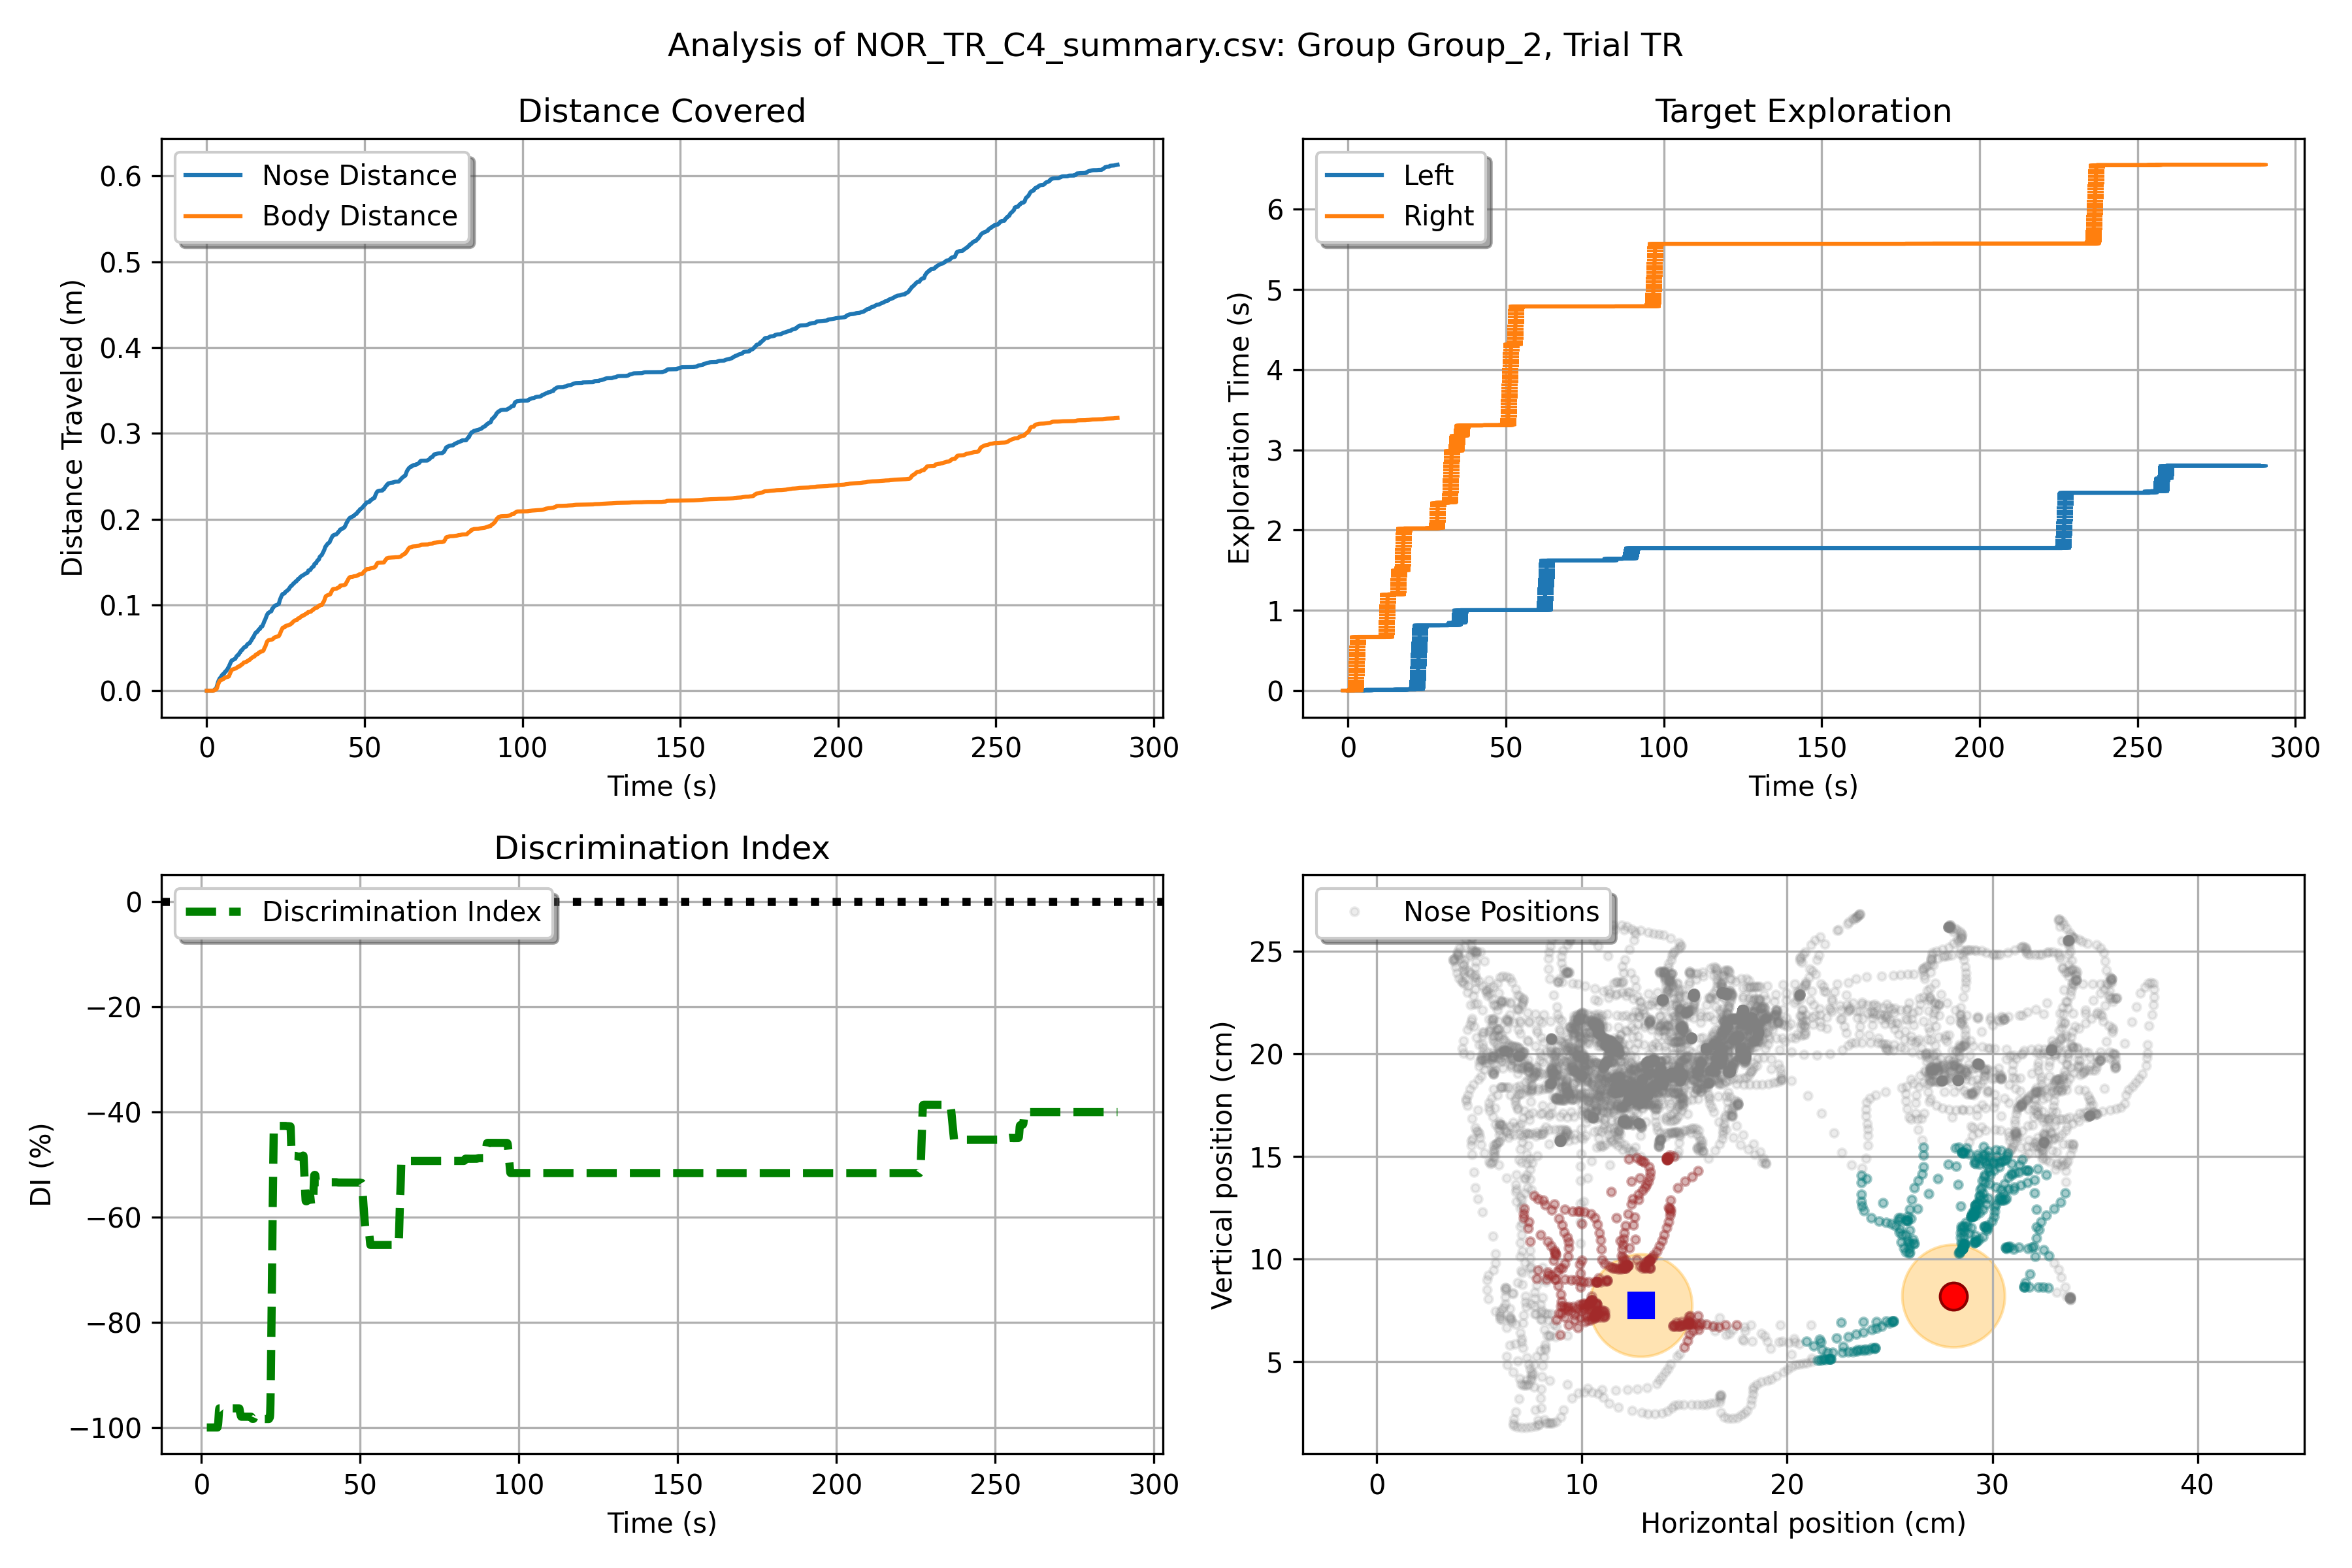 Analysis of NOR_TR_C4_summary.csv: Group Group_2, Trial TR
Distance Covered
Nose Distance
Body Distance
0.6
0.5
0.4
0.3
0.2
0.1
0.0
Distance Traveled (m)
0 50 100 150 200 250 300
Time (s)
Target Exploration
Left
Right
6
5
4
3
2
1
0
Exploration Time (s)
0 50 100 150 200 250 300
Time (s)
Discrimination Index
Discrimination Index
0
−20
−40
−60
−80
−100
DI (%)
0 50 100 150 200 250 300
Time (s)
Nose Positions
25
20
15
10
5
Vertical position (cm)
0 10 20 30 40
Horizontal position (cm)